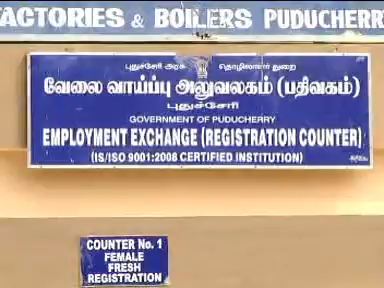 FACTORIES & BOILERS PUDUCHERRY
புதுச்சேரி அரசு தொழிலாளர் துறை
வேலை வாய்ப்பு அலுவலகம் (பதிவகம்)
புதுச்சேரி
GOVERNMENT OF PUDUCHERRY
EMPLOYMENT EXCHANGE (REGISTRATION COUNTER)
(IS/ISO 9001:2008 CERTIFIED INSTITUTION)
COUNTER No. 1
FEMALE
FRESH
REGISTRATION